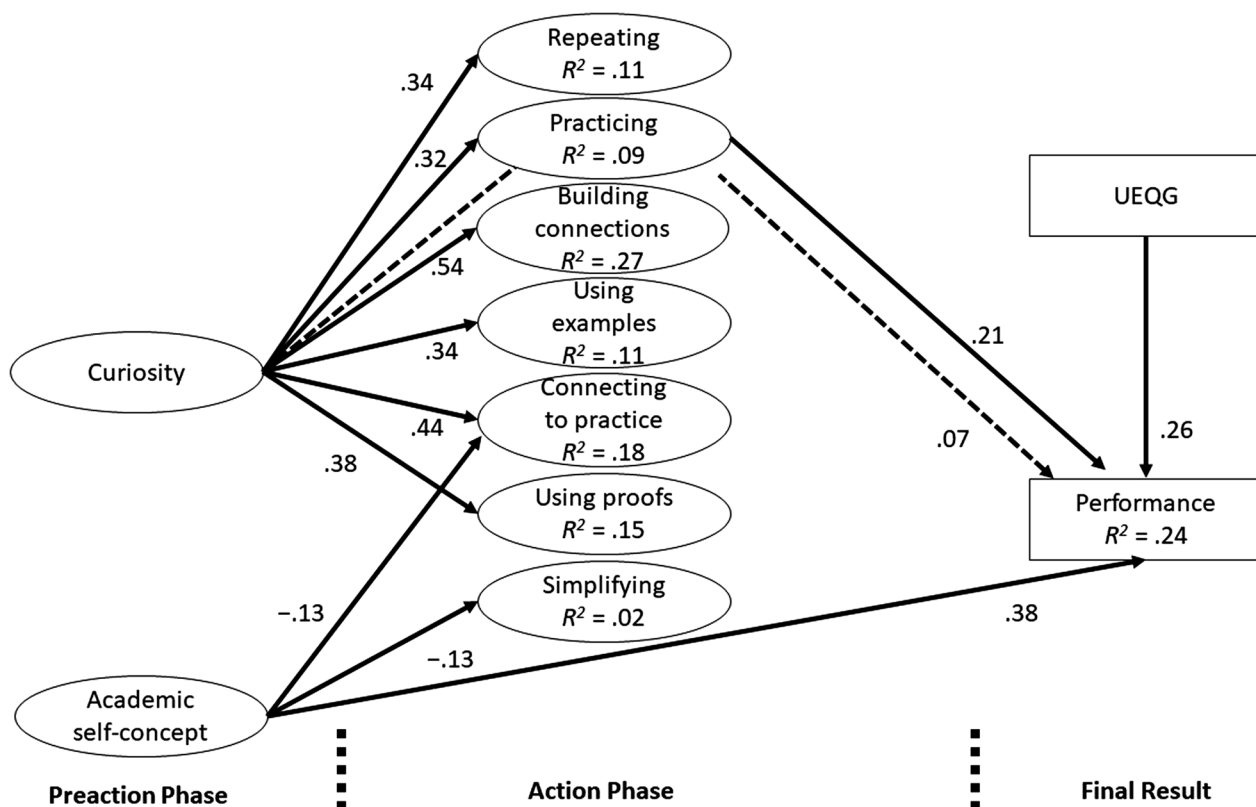 Repeating
R² = .11
.34
Practicing
R² = .09
.32
Building
connections
R² = .27
.54
UEQG
Using
examples
R² = .11
.34
Curiosity
.21
Connecting
to practice
R² = .18
.44
.07
.26
.38
Using proofs
R² = .15
Performance
R² = .24
Simplifying
R² = .02
−.13
.38
−.13
Academic
self-concept
Preaction Phase
Action Phase
Final Result